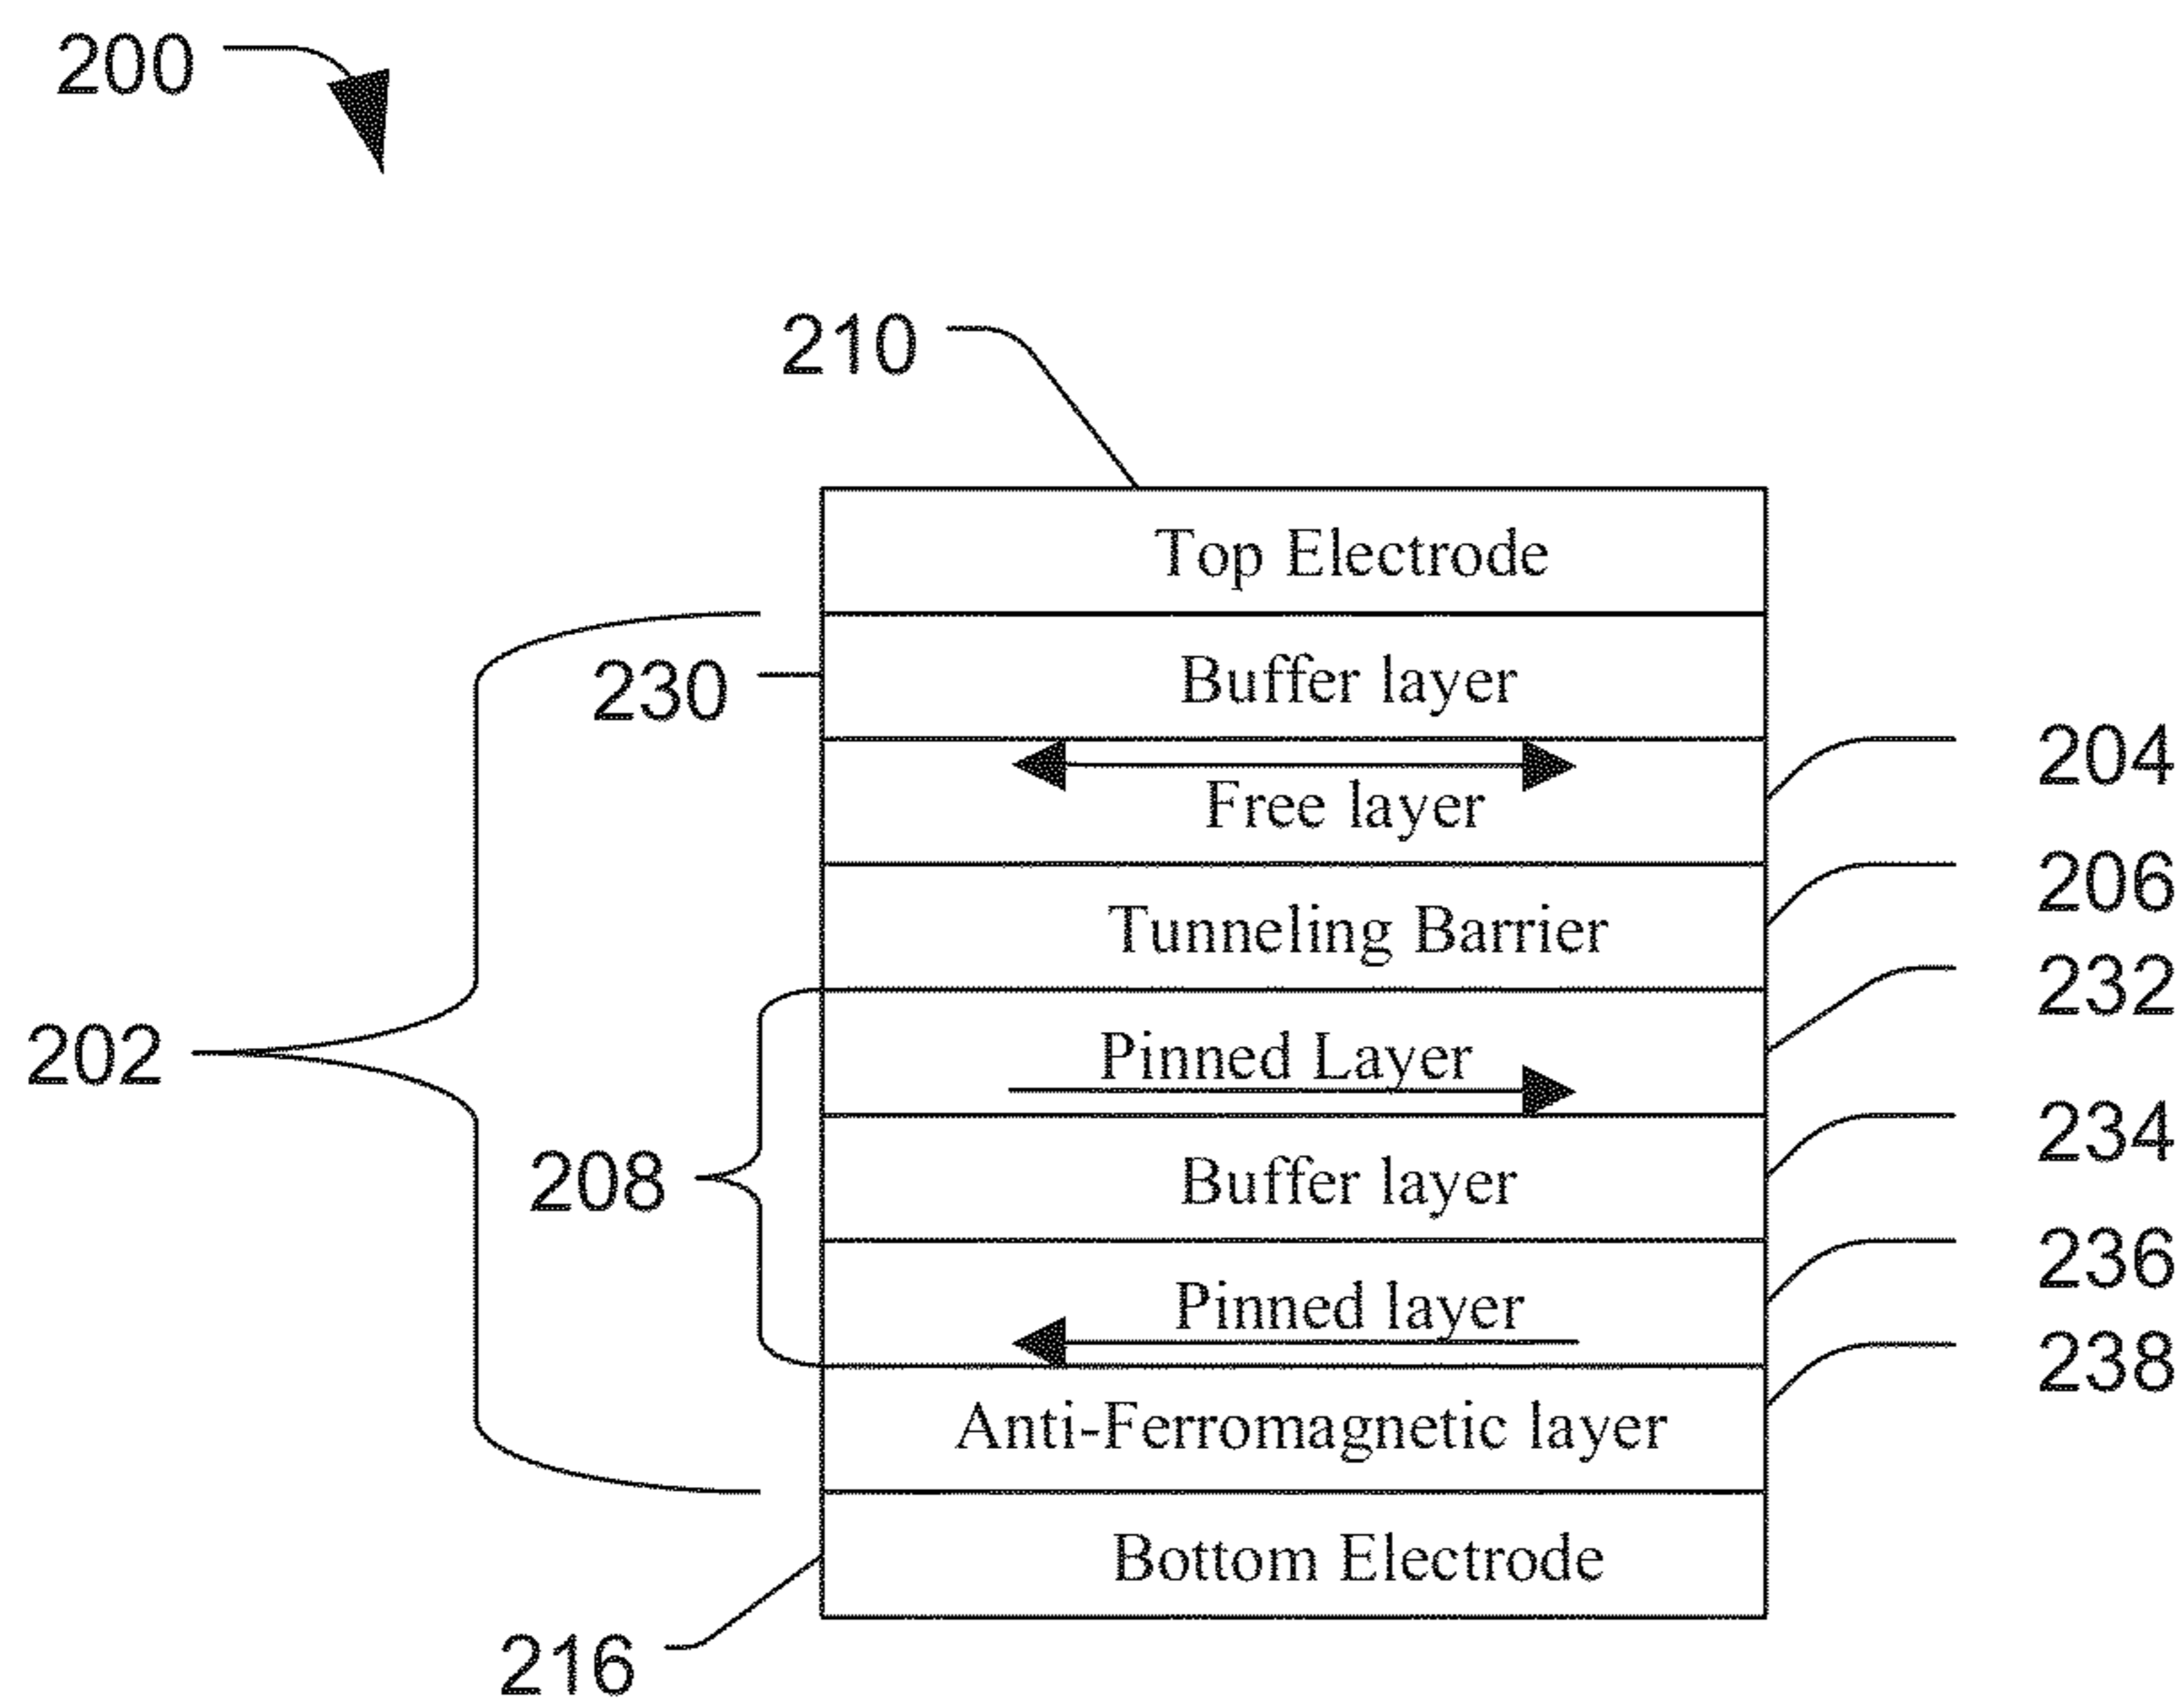 200
210
Top Electrode
230
Buffer layer
204
Free layer
206
Tunneling Barrier
232
202
Pinned Layer
234
208
Buffer layer
236
Pinned layer
238
Anti-Ferromagnetic layer
Bottom Electrode
216